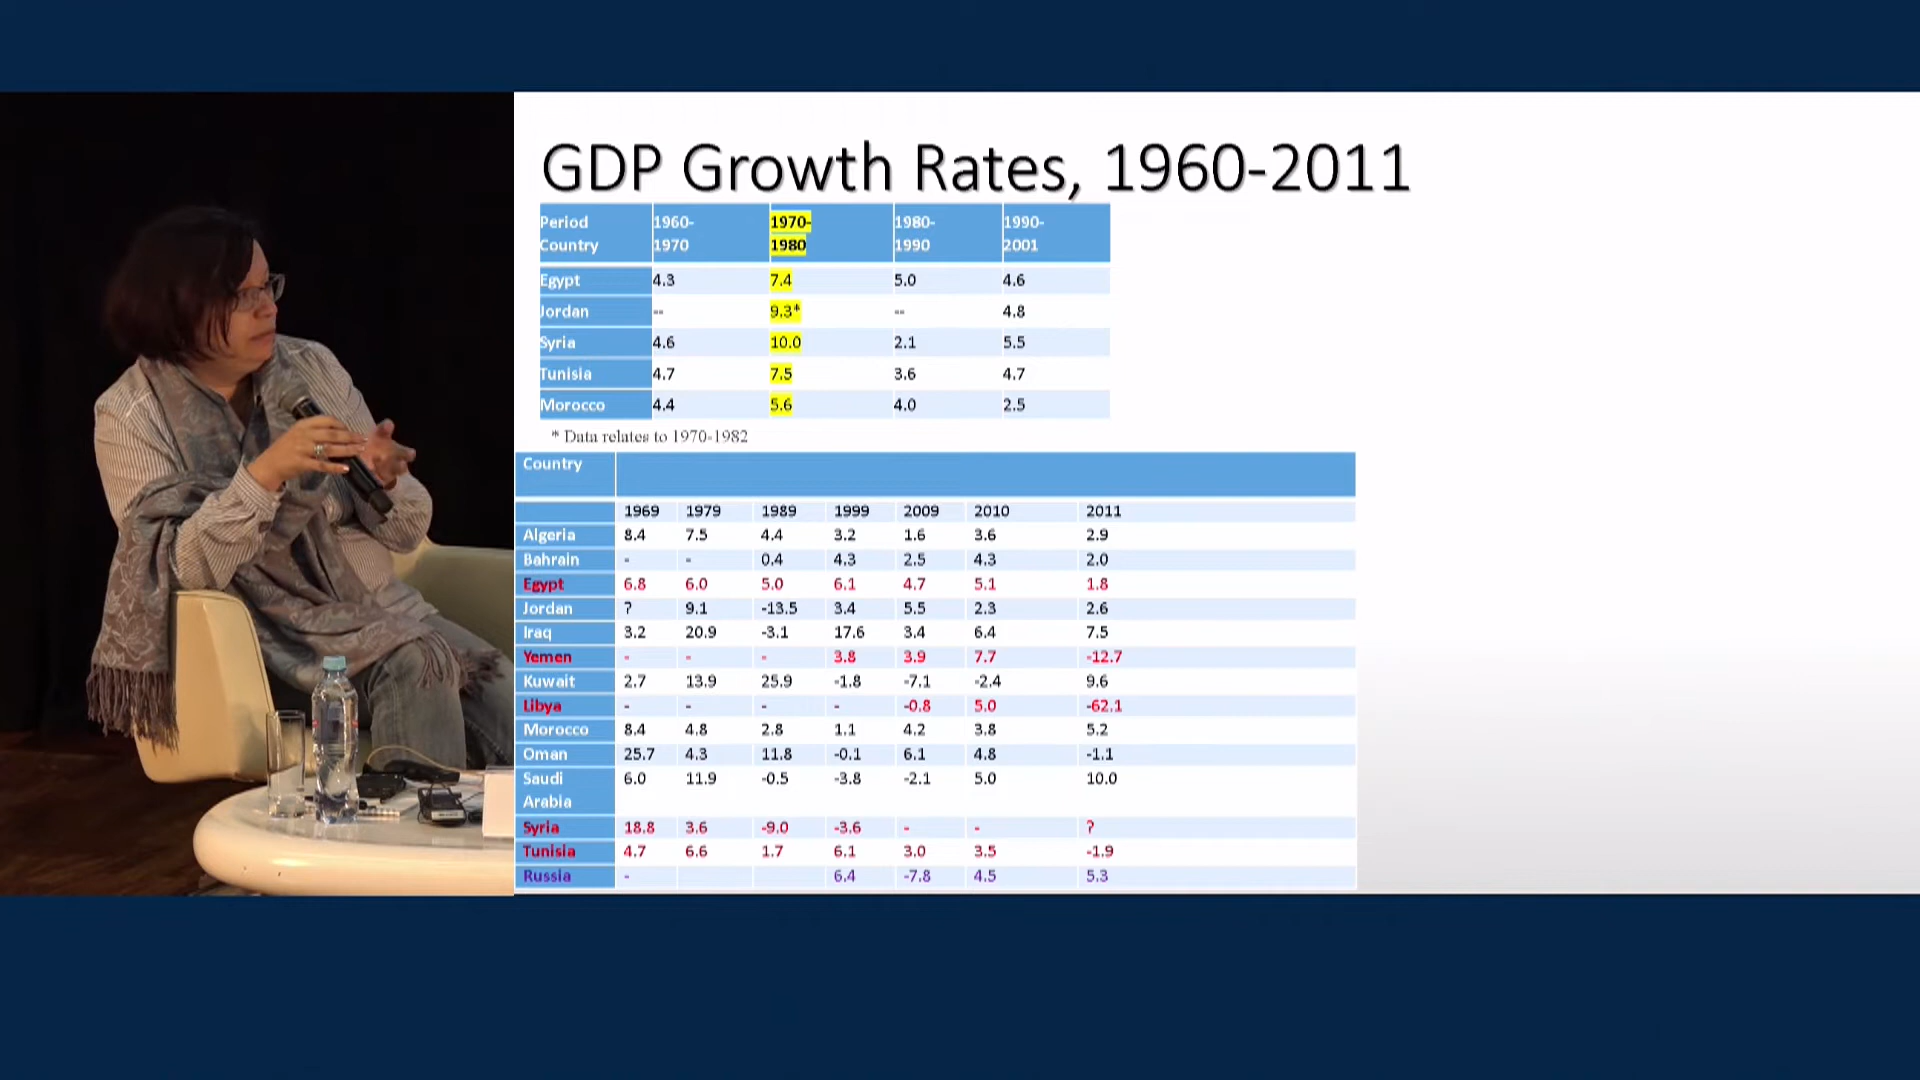 GDP Growth Rates, 1960-2011
Period Country 1960-1970 1970-1980 1980-1990 1990-2001
Egypt 4.3 7.4 5.0 4.6
Jordan -- 9.3* -- 4.8
Syria 4.6 10.0 2.1 5.5
Tunisia 4.7 7.5 3.6 4.7
Morocco 4.4 5.6 4.0 2.5
* Data relates to 1970-1982
Country
1969 1979 1989 1999 2009 2010 2011
Algeria 8.4 7.5 4.4 3.2 1.6 3.6 2.9
Bahrain - - 0.4 4.3 2.5 4.3 2.0
Egypt 6.8 6.0 5.0 6.1 4.7 5.1 1.8
Jordan ? 9.1 -13.5 3.4 5.5 2.3 2.6
Iraq 3.2 20.9 -3.1 17.6 3.4 6.4 7.5
Yemen - - - 3.8 3.9 7.7 -12.7
Kuwait 2.7 13.9 25.9 -1.8 -7.1 -2.4 9.6
Libya - - - - -0.8 5.0 -62.1
Morocco 8.4 4.8 2.8 1.1 4.2 3.8 5.2
Oman 25.7 4.3 11.8 -0.1 6.1 4.8 -1.1
Saudi Arabia 6.0 11.9 -0.5 -3.8 -2.1 5.0 10.0
Syria 18.8 3.6 -9.0 -3.6 - - ?
Tunisia 4.7 6.6 1.7 6.1 3.0 3.5 -1.9
Russia - 6.4 -7.8 4.5 5.3